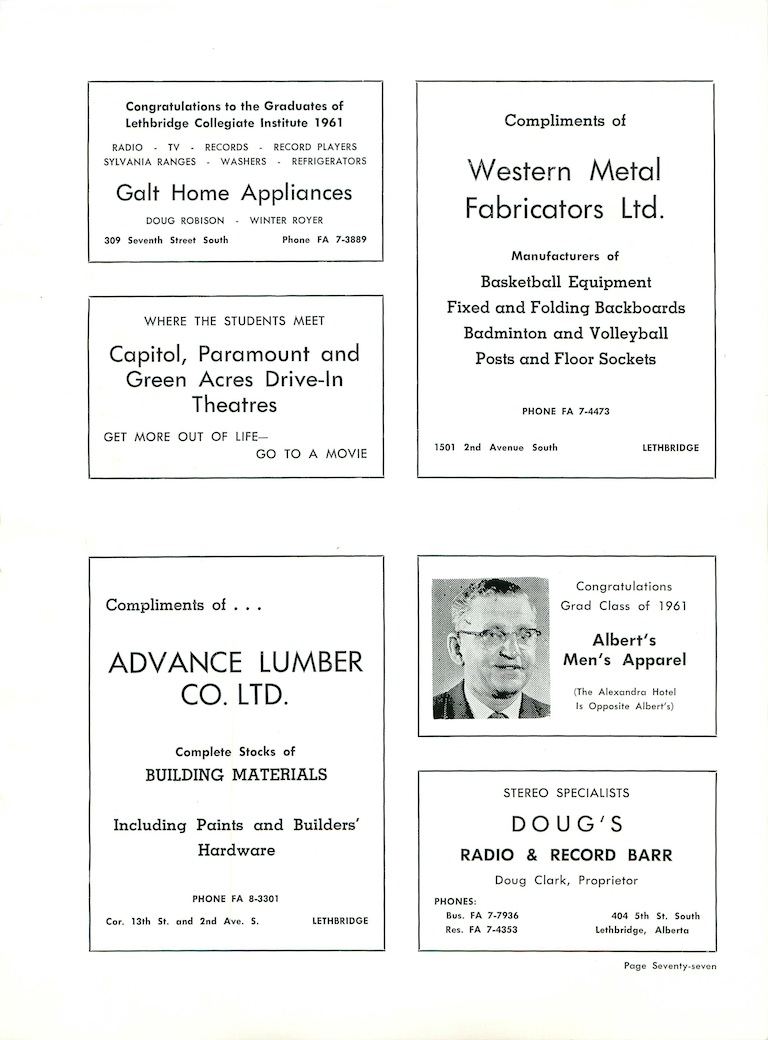 Congratulations to the Graduates of
Lethbridge Collegiate Institute 1961
RADIO - TV - RECORDS - RECORD PLAYERS
SYLVANIA RANGES - WASHERS - REFRIGERATORS
Galt Home Appliances
DOUG ROBISON - WINTER ROYER
309 Seventh Street South Phone FA 7-3889
WHERE THE STUDENTS MEET
Capitol, Paramount and
Green Acres Drive-In
Theatres
GET MORE OUT OF LIFE—
GO TO A MOVIE
Compliments of
Western Metal
Fabricators Ltd.
Manufacturers of
Basketball Equipment
Fixed and Folding Backboards
Badminton and Volleyball
Posts and Floor Sockets
PHONE FA 7-4473
1501 2nd Avenue South LETHBRIDGE
Compliments of . . .
ADVANCE LUMBER
CO. LTD.
Complete Stocks of
BUILDING MATERIALS
Including Paints and Builders'
Hardware
PHONE FA 8-3301
Cor. 13th St. and 2nd Ave. S. LETHBRIDGE
Congratulations
Grad Class of 1961
Albert's
Men's Apparel
(The Alexandra Hotel
Is Opposite Albert's)
STEREO SPECIALISTS
DOUG'S
RADIO & RECORD BARR
Doug Clark, Proprietor
PHONES:
Bus. FA 7-7936 404 5th St. South
Res. FA 7-4353 Lethbridge, Alberta
Page Seventy-seven